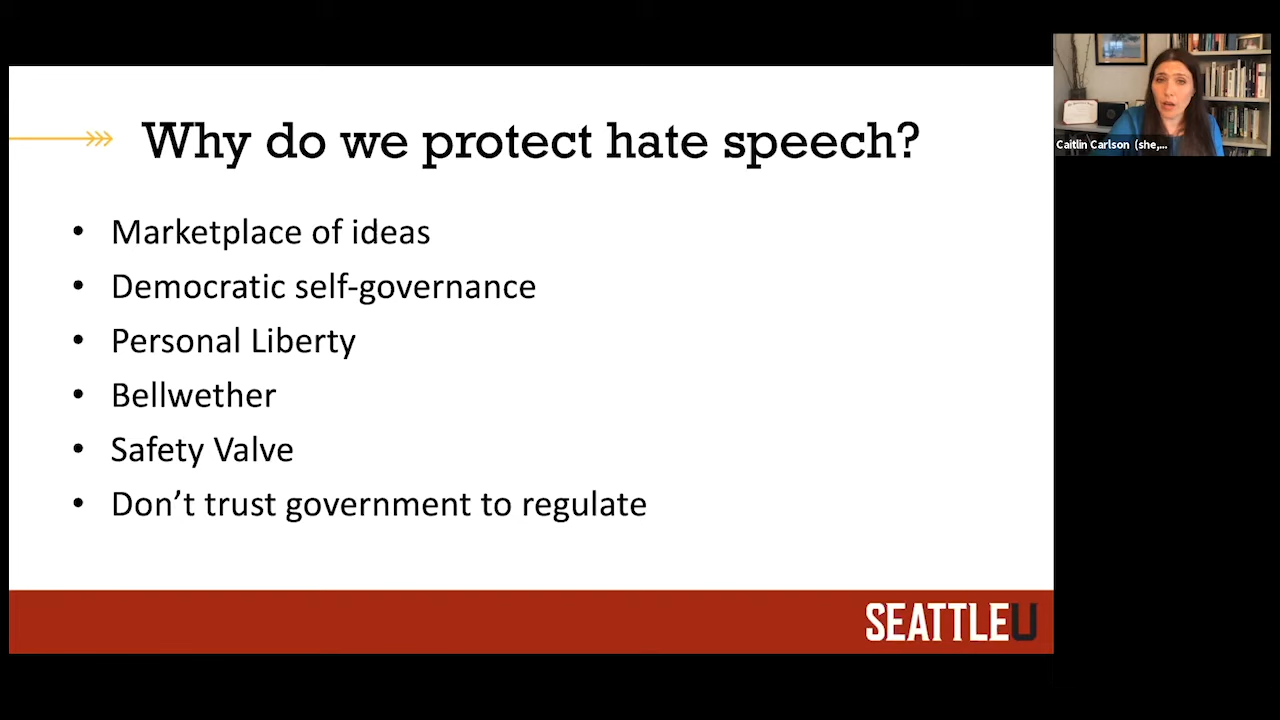 Why do we protect hate speech?
• Marketplace of ideas
• Democratic self-governance
• Personal Liberty
• Bellwether
• Safety Valve
• Don’t trust government to regulate
SEATTLEU
Caitlin Carlson (she,...